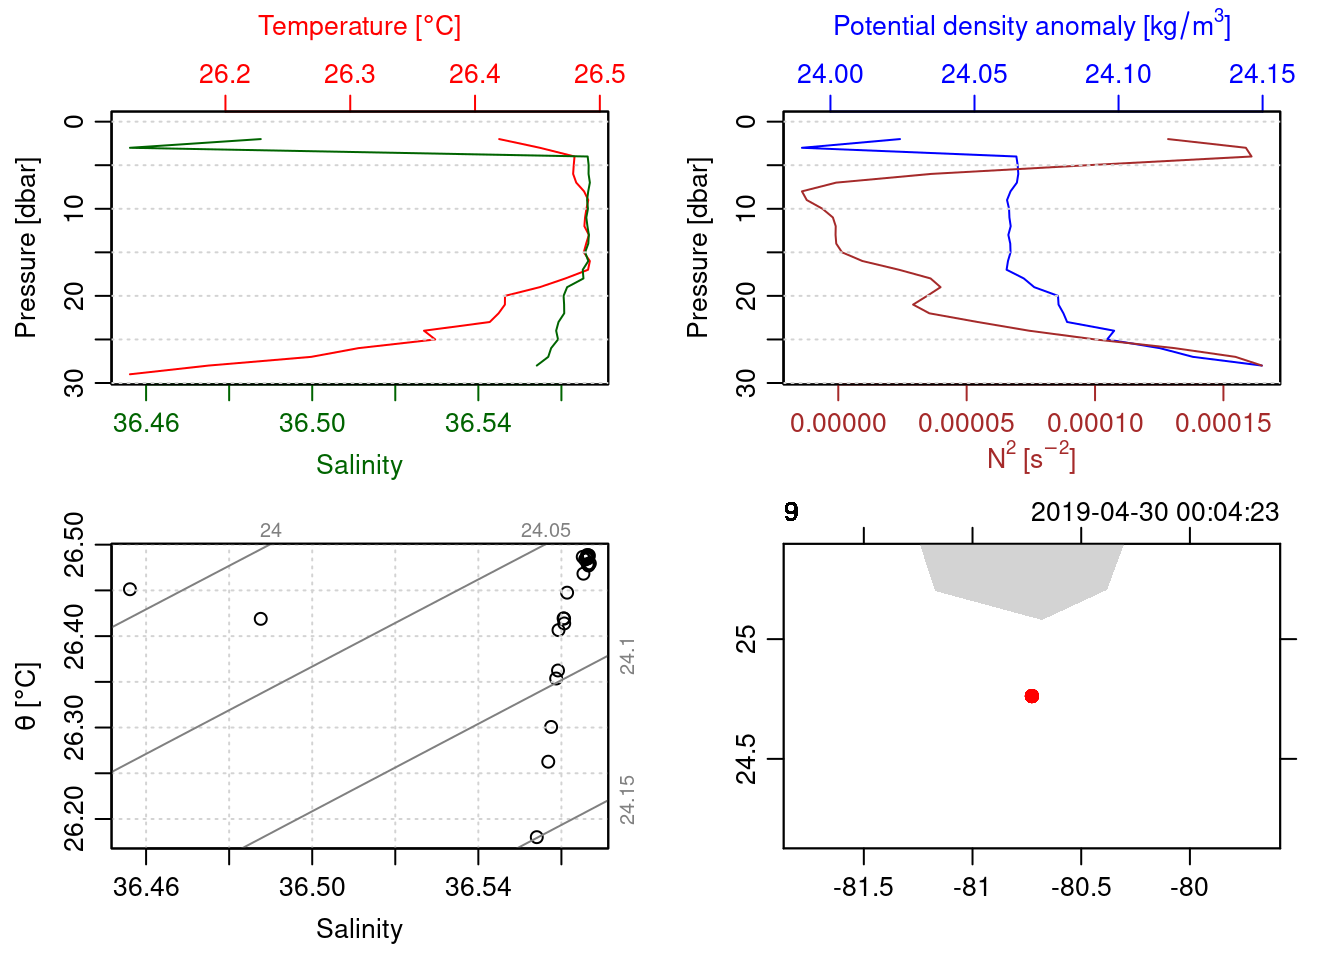 Temperature [°C]
26.2 26.3 26.4 26.5
0
10
20
30
Pressure [dbar]
36.46 36.50 36.54
Salinity
Potential density anomaly [kg/m³]
24.00 24.05 24.10 24.15
0
10
20
30
Pressure [dbar]
0.00000 0.00005 0.00010 0.00015
N² [s⁻²]
24 24.05
26.50
26.40
26.30
26.20
θ [°C]
24.1
24.15
36.46 36.50 36.54
Salinity
2019-04-30 00:04:23
25
24.5
-81.5 -81 -80.5 -80